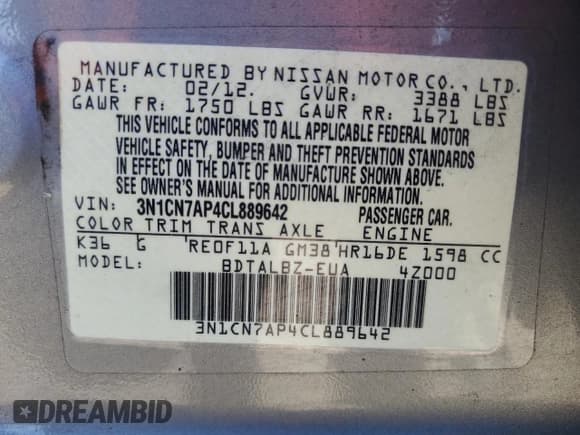 MANUFACTURED BY NISSAN MOTOR CO., LTD.
DATE: 02/12. GVWR: 3388 LBS
GAWR FR: 1750 LBS GAWR RR: 1671 LBS
THIS VEHICLE CONFORMS TO ALL APPLICABLE FEDERAL MOTOR
VEHICLE SAFETY, BUMPER AND THEFT PREVENTION STANDARDS
IN EFFECT ON THE DATE OF MANUFACTURE SHOWN ABOVE.
SEE OWNER'S MANUAL FOR ADDITIONAL INFORMATION.
VIN: 3N1CN7AP4CL889642 PASSENGER CAR.
COLOR TRIM TRANS AXLE ENGINE
K36 G RE0F11A GM38 HR16DE 1598 CC
MODEL: BDTALBZ-EUA 4Z000
3N1CN7AP4CL889642
DREAMBID